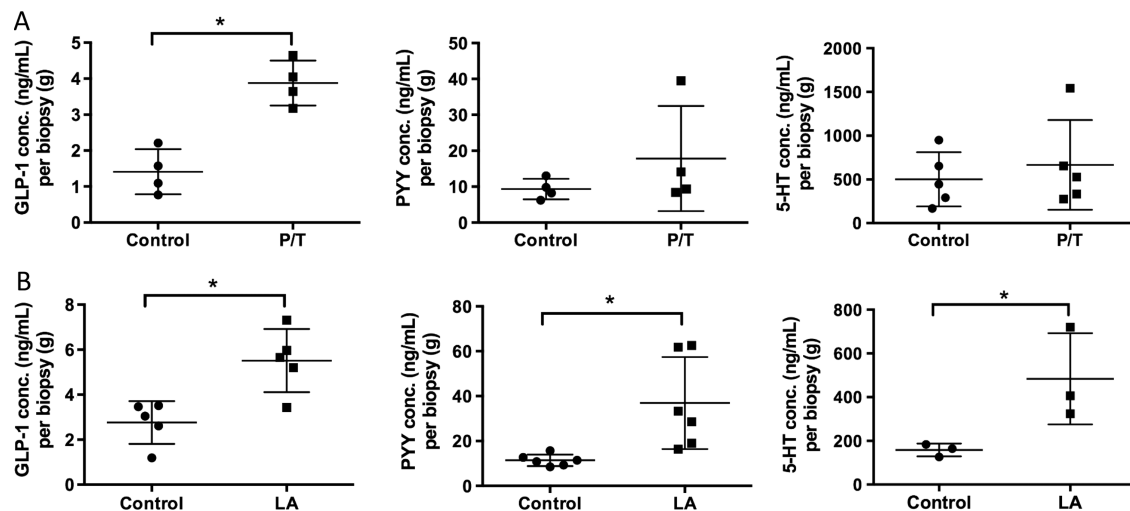 A
GLP-1 conc. (ng/mL)
per biopsy (g)
5
4
3
2
1
0
*
Control
P/T
PYY conc. (ng/mL)
per biopsy (g)
50
40
30
20
10
0
Control
P/T
5-HT conc. (ng/mL)
per biopsy (g)
2000
1500
1000
500
0
Control
P/T
B
GLP-1 conc. (ng/mL)
per biopsy (g)
8
6
4
2
0
*
Control
LA
PYY conc. (ng/mL)
per biopsy (g)
80
60
40
20
0
*
Control
LA
5-HT conc. (ng/mL)
per biopsy (g)
800
600
400
200
0
*
Control
LA